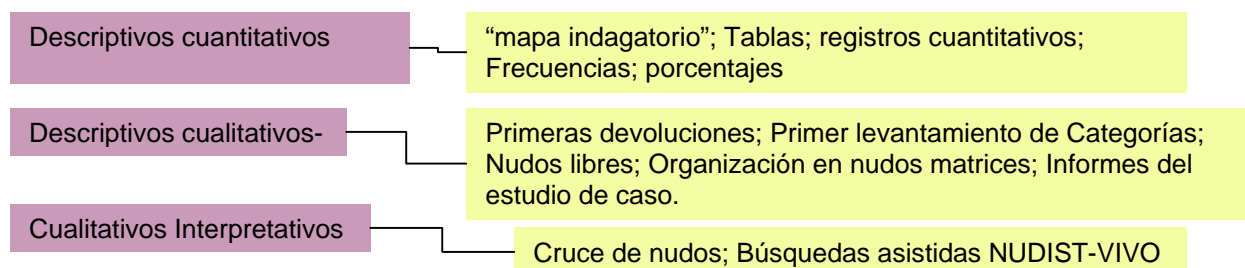 Descriptivos cuantitativos
“mapa indagatorio”; Tablas; registros cuantitativos;
Frecuencias; porcentajes
Descriptivos cualitativos-
Primeras devoluciones; Primer levantamiento de Categorías;
Nudos libres; Organización en nudos matrices; Informes del
estudio de caso.
Cualitativos Interpretativos
Cruce de nudos; Búsquedas asistidas NUDIST-VIVO